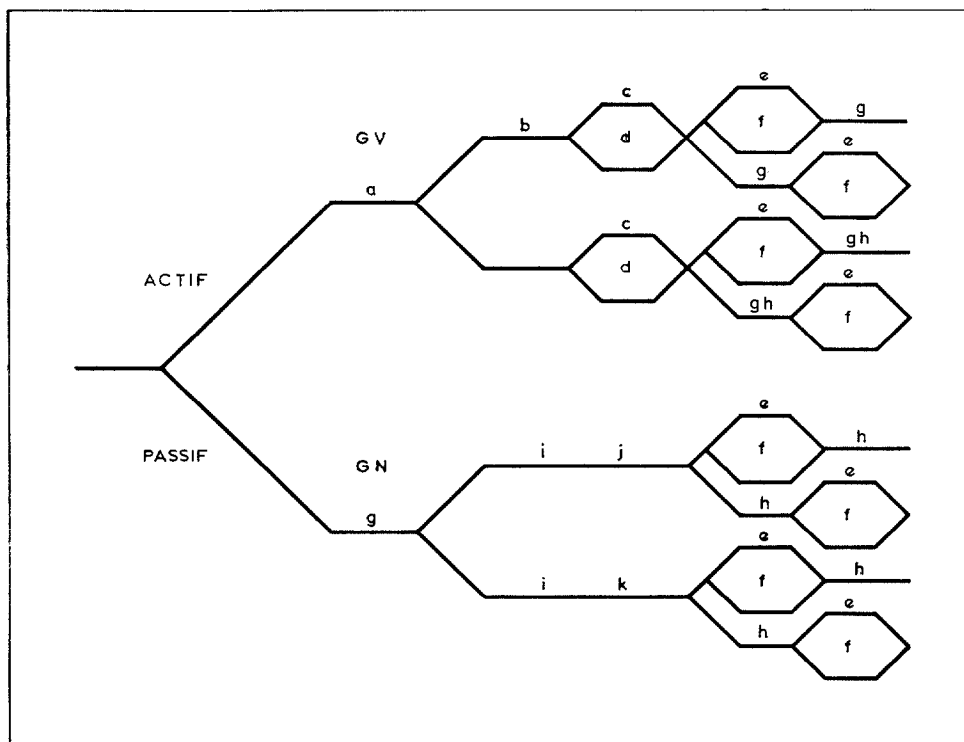 e
c f g
b
GV d e
g f
a
e
c f gh
ACTIF d e
gh f
e
PASSIF GN i j f h
e
h f
g
e
i k f h
e
h f